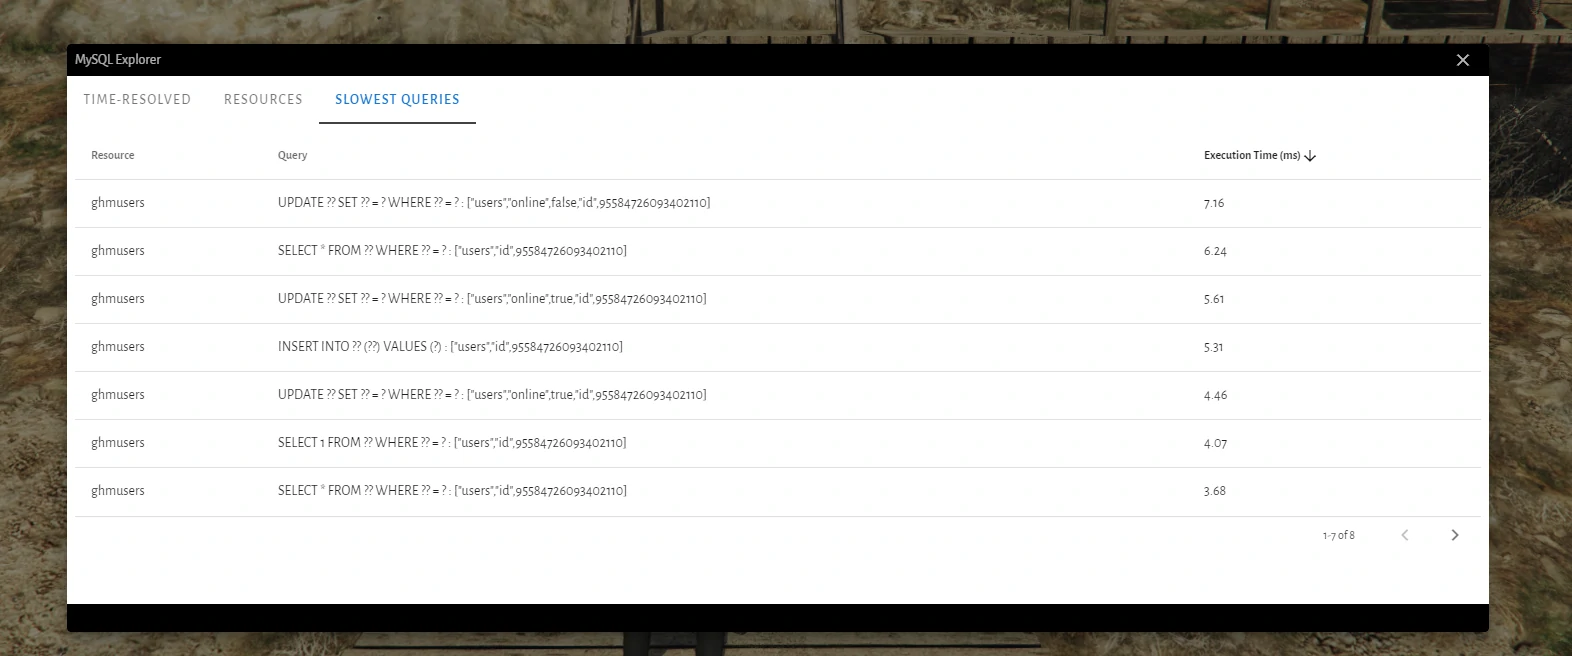 MySQL Explorer
TIME-RESOLVED RESOURCES SLOWEST QUERIES
Resource Query Execution Time (ms)
ghmusers UPDATE ?? SET ?? = ? WHERE ?? = ? : ["users","online",false,"id",95584726093402110] 7.16
ghmusers SELECT * FROM ?? WHERE ?? = ? : ["users","id",95584726093402110] 6.24
ghmusers UPDATE ?? SET ?? = ? WHERE ?? = ? : ["users","online",true,"id",95584726093402110] 5.61
ghmusers INSERT INTO ?? (??) VALUES (?) : ["users","id",95584726093402110] 5.31
ghmusers UPDATE ?? SET ?? = ? WHERE ?? = ? : ["users","online",true,"id",95584726093402110] 4.46
ghmusers SELECT 1 FROM ?? WHERE ?? = ? : ["users","id",95584726093402110] 4.07
ghmusers SELECT * FROM ?? WHERE ?? = ? : ["users","id",95584726093402110] 3.68
1-7 of 8